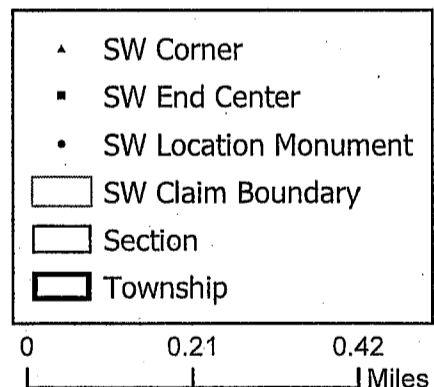 SW Corner
SW End Center
SW Location Monument
SW Claim Boundary
Section
Township
0 0.21 0.42
Miles